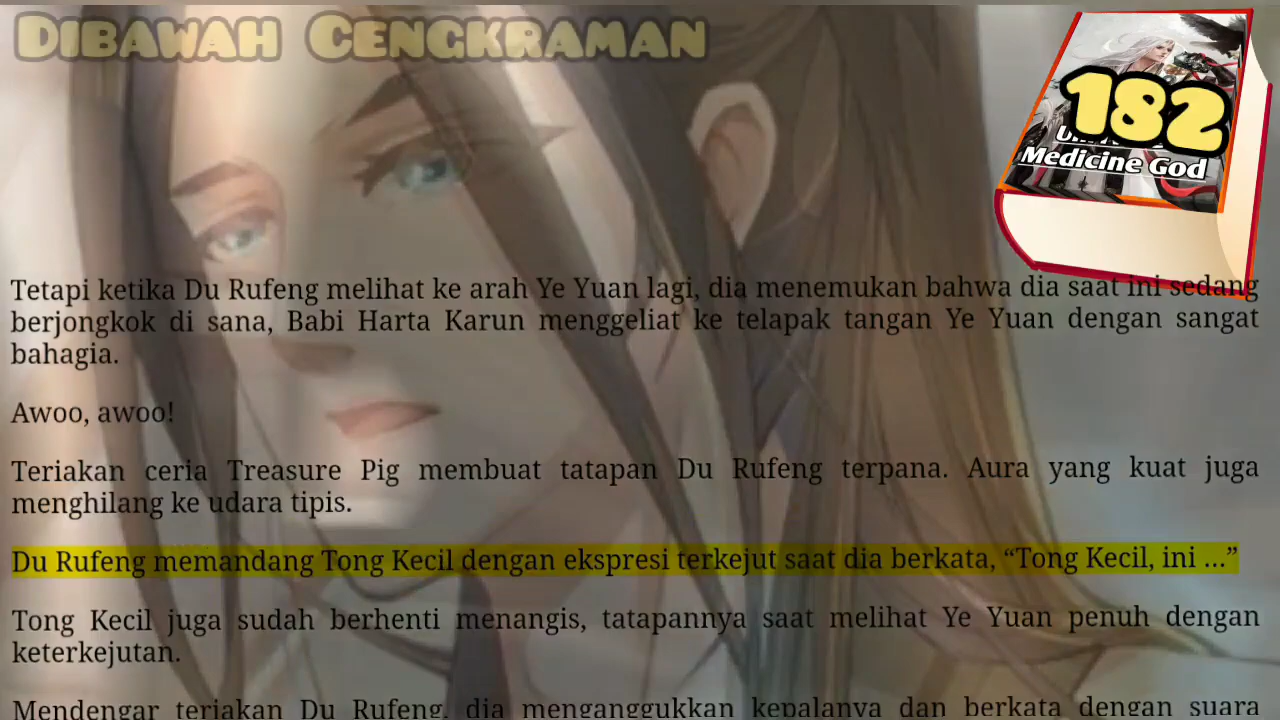 DIBAWAH CENGKRAMAN
182
Medicine God
Tetapi ketika Du Rufeng melihat ke arah Ye Yuan lagi, dia menemukan bahwa dia saat ini sedang
berjongkok di sana, Babi Harta Karun menggeliat ke telapak tangan Ye Yuan dengan sangat
bahagia.
Awoo, awoo!
Teriakan ceria Treasure Pig membuat tatapan Du Rufeng terpana. Aura yang kuat juga
menghilang ke udara tipis.
Du Rufeng memandang Tong Kecil dengan ekspresi terkejut saat dia berkata, “Tong Kecil, ini ...”
Tong Kecil juga sudah berhenti menangis, tatapannya saat melihat Ye Yuan penuh dengan
keterkejutan.
Mendengar teriakan Du Rufeng, dia menganggukkan kepalanya dan berkata dengan suara